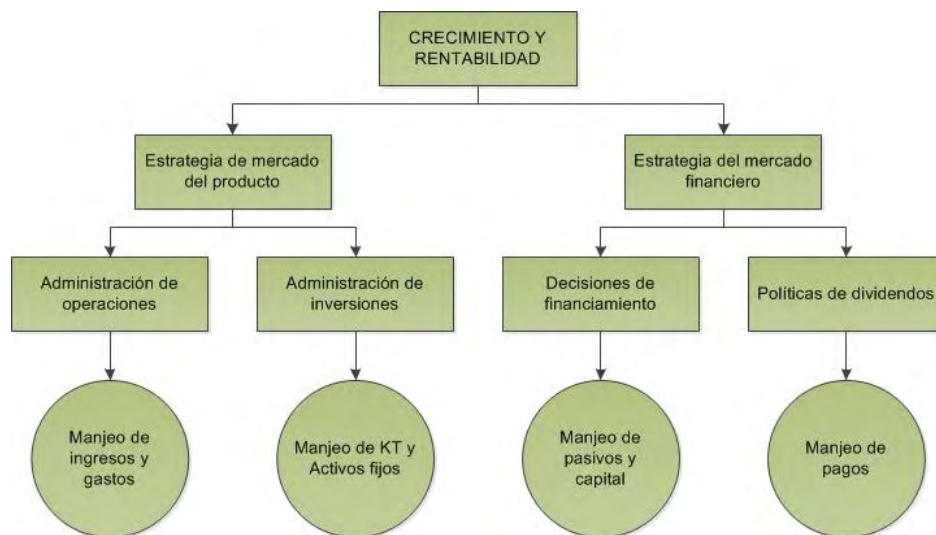 CRECIMIENTO Y
RENTABILIDAD
Estrategia de mercado
del producto
Estrategia del mercado
financiero
Administración de
operaciones
Administración de
inversiones
Decisiones de
financiamiento
Políticas de dividendos
Manjeo de
ingresos y
gastos
Manjeo de KT y
Activos fijos
Manjeo de
pasivos y
capital
Manjeo de
pagos